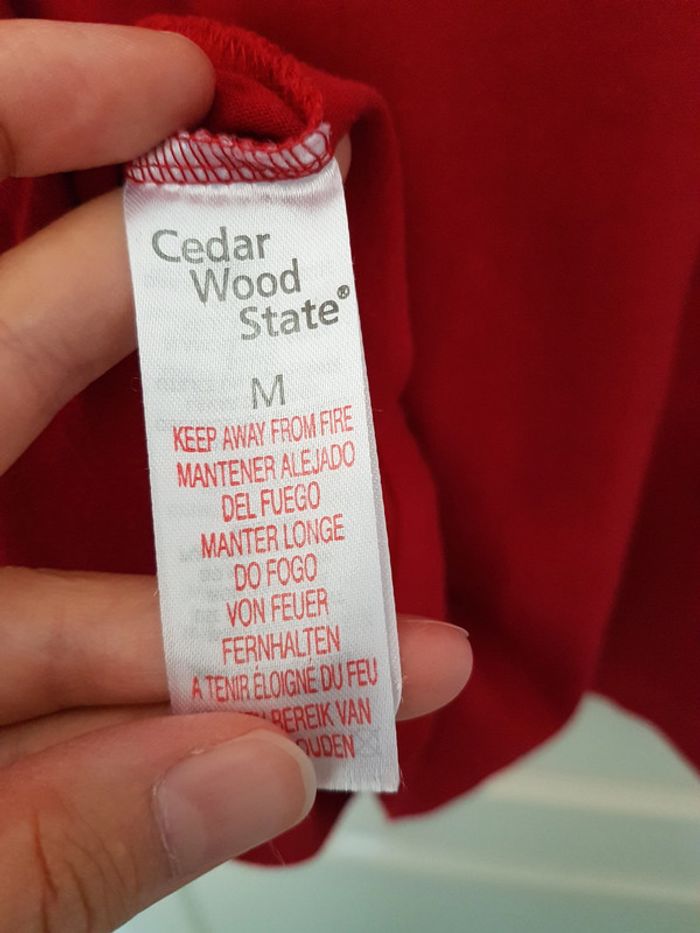 Cedar
Wood
State®
M
KEEP AWAY FROM FIRE
MANTENER ALEJADO
DEL FUEGO
MANTER LONGE
DO FOGO
VON FEUER
FERNHALTEN
A TENIR ÉLOIGNÉ DU FEU
BEREIK VAN